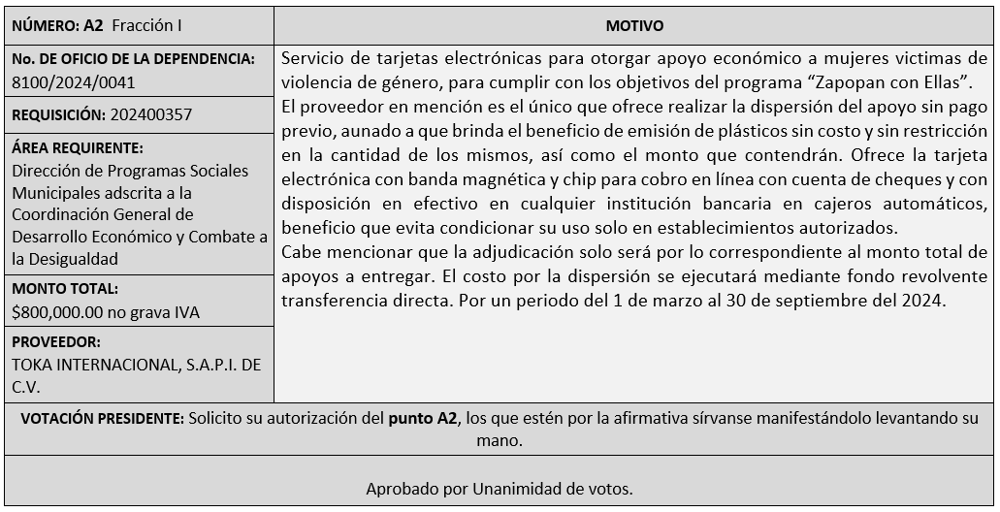 NÚMERO: A2 Fracción I
MOTIVO
No. DE OFICIO DE LA DEPENDENCIA:
8100/2024/0041
REQUISICIÓN: 202400357
ÁREA REQUIRENTE:
Dirección de Programas Sociales
Municipales adscrita a la
Coordinación General de
Desarrollo Económico y Combate a
la Desigualdad
MONTO TOTAL:
$800,000.00 no grava IVA
PROVEEDOR:
TOKA INTERNACIONAL, S.A.P.I. DE
C.V.
Servicio de tarjetas electrónicas para otorgar apoyo económico a mujeres victimas de
violencia de género, para cumplir con los objetivos del programa “Zapopan con Ellas”.
El proveedor en mención es el único que ofrece realizar la dispersión del apoyo sin pago
previo, aunado a que brinda el beneficio de emisión de plásticos sin costo y sin restricción
en la cantidad de los mismos, así como el monto que contendrán. Ofrece la tarjeta
electrónica con banda magnética y chip para cobro en línea con cuenta de cheques y con
disposición en efectivo en cualquier institución bancaria en cajeros automáticos,
beneficio que evita condicionar su uso solo en establecimientos autorizados.
Cabe mencionar que la adjudicación solo será por lo correspondiente al monto total de
apoyos a entregar. El costo por la dispersión se ejecutará mediante fondo revolvente
transferencia directa. Por un periodo del 1 de marzo al 30 de septiembre del 2024.
VOTACIÓN PRESIDENTE: Solicito su autorización del punto A2, los que estén por la afirmativa sírvanse manifestándolo levantando su
mano.
Aprobado por Unanimidad de votos.